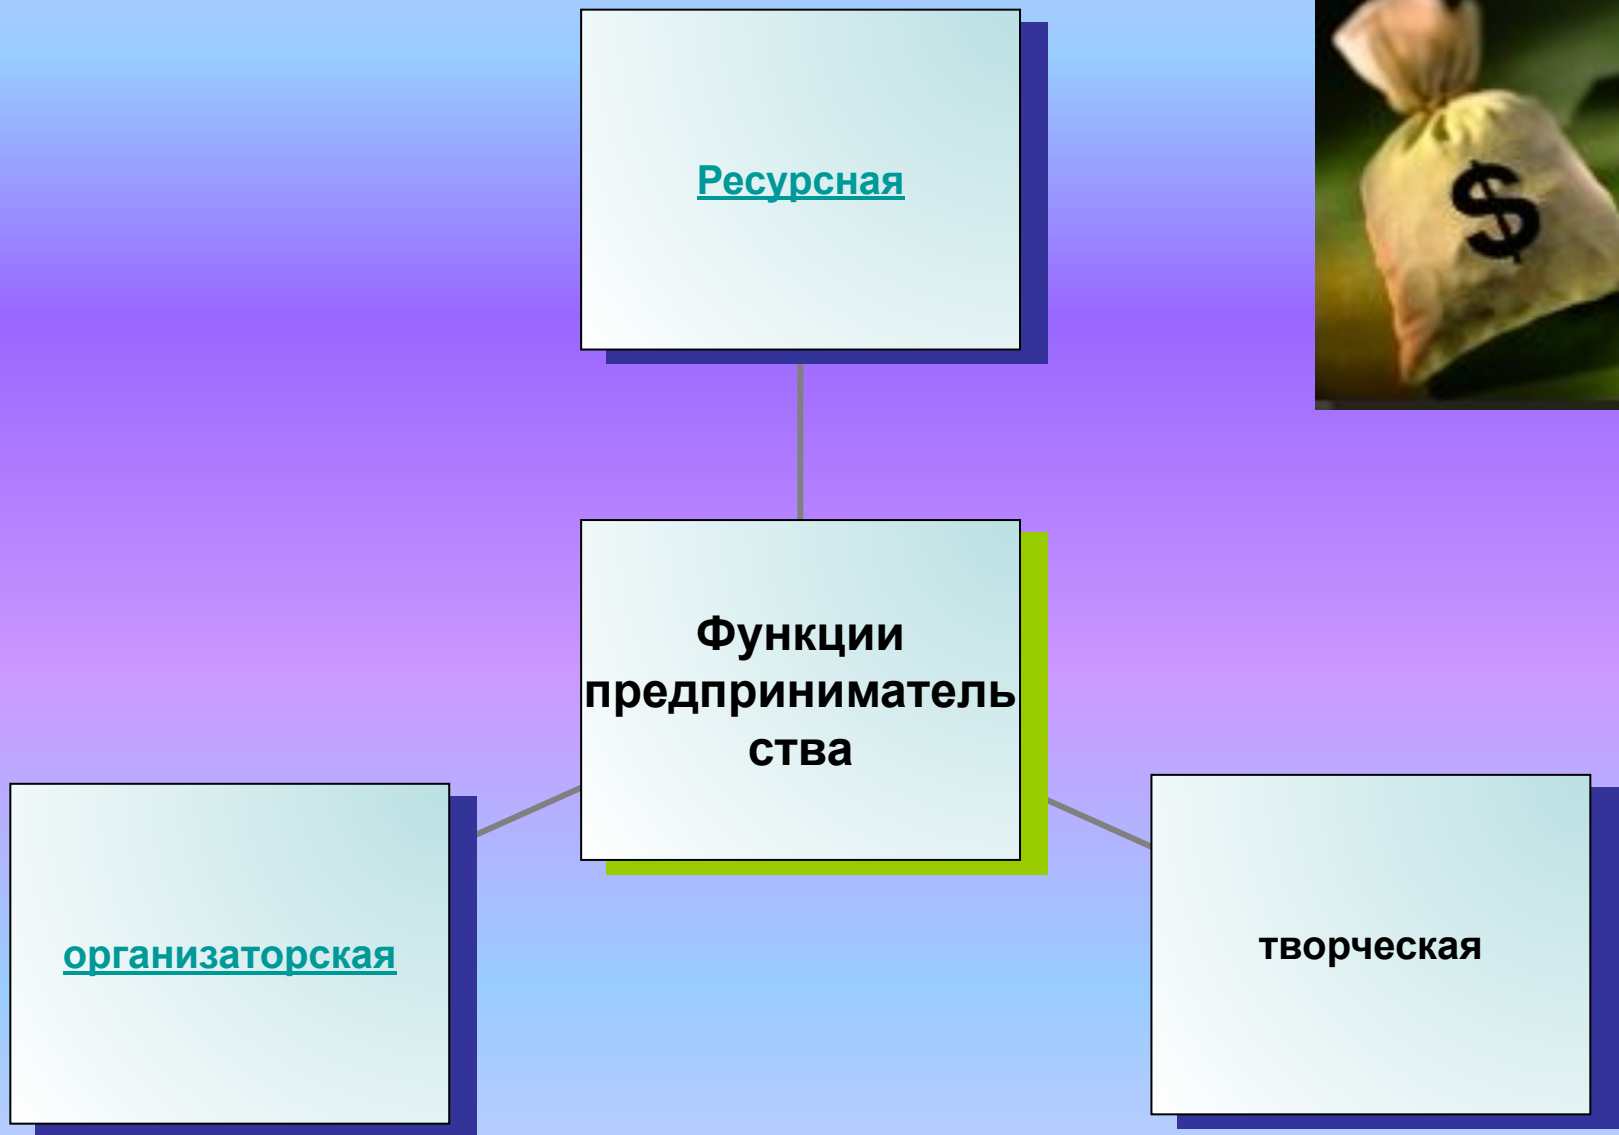 Ресурсная
$
Функции
предприниматель
ства
организаторская
творческая